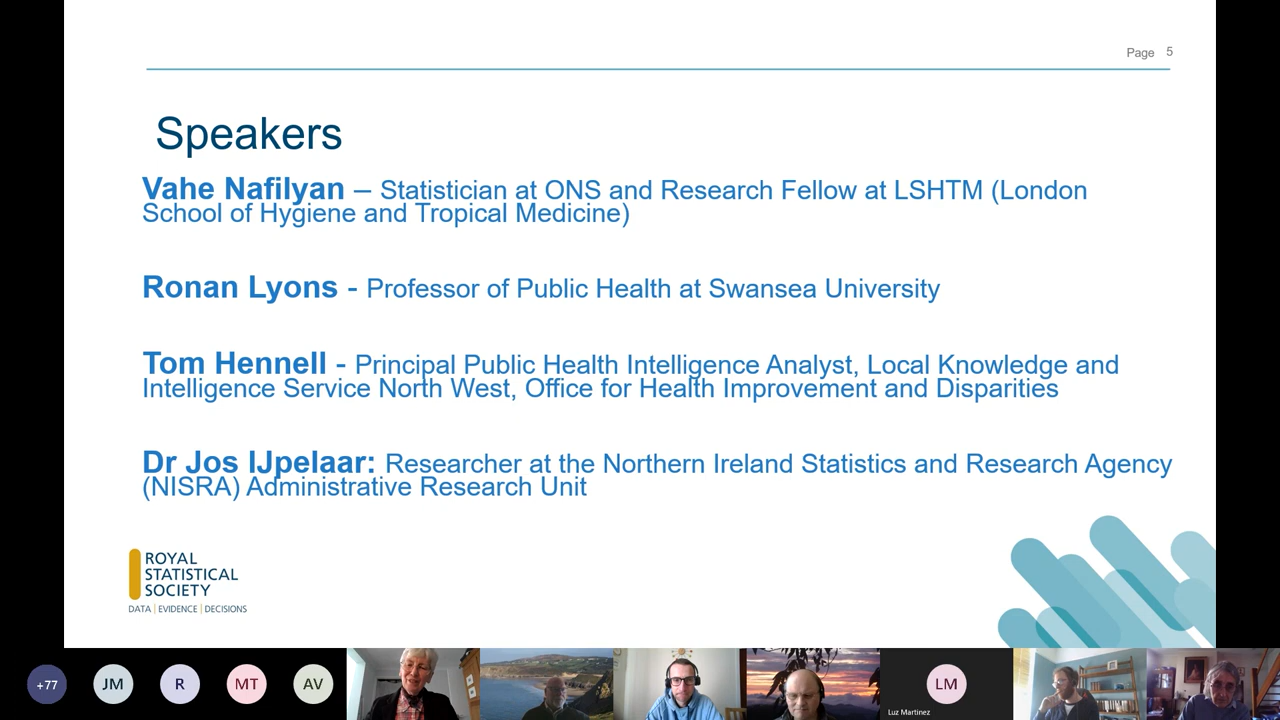 Page 5
Speakers
Vahe Nafilyan – Statistician at ONS and Research Fellow at LSHTM (London
School of Hygiene and Tropical Medicine)
Ronan Lyons - Professor of Public Health at Swansea University
Tom Hennell - Principal Public Health Intelligence Analyst, Local Knowledge and
Intelligence Service North West, Office for Health Improvement and Disparities
Dr Jos IJpelaar: Researcher at the Northern Ireland Statistics and Research Agency
(NISRA) Administrative Research Unit
ROYAL
STATISTICAL
SOCIETY
DATA | EVIDENCE | DECISIONS
+77 JM R MT AV LM
Luz Martinez